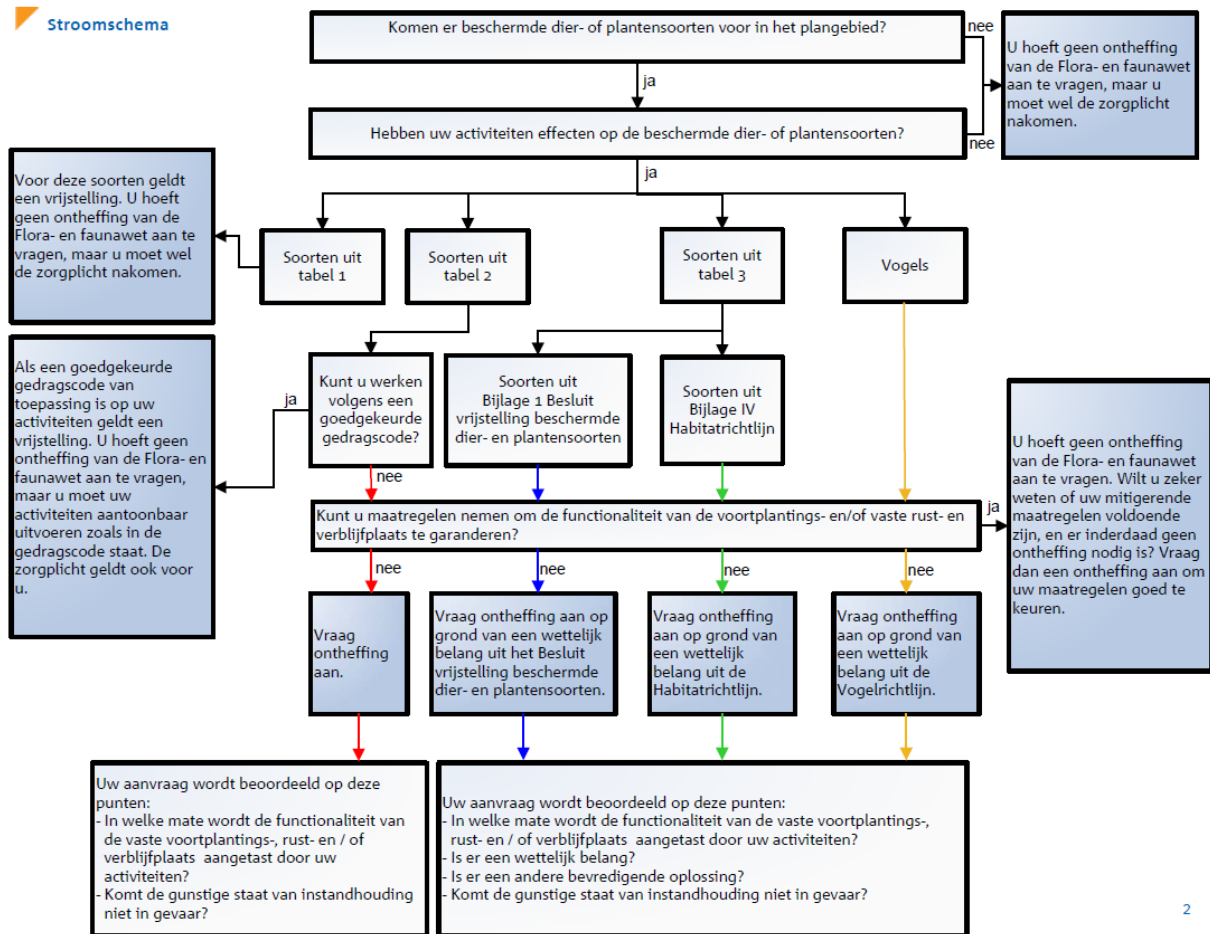 Stroomschema
Komen er beschermde dier- of plantensoorten voor in het plangebied?
nee
U hoeft geen ontheffing
van de Flora- en faunawet
aan te vragen, maar u
moet wel de zorgplicht
nakomen.
ja
Hebben uw activiteiten effecten op de beschermde dier- of plantensoorten?
nee
ja
Voor deze soorten geldt
een vrijstelling. U hoeft
geen ontheffing van de
Flora- en faunawet aan te
vragen, maar u moet wel
de zorgplicht nakomen.
Soorten uit
tabel 1
Soorten uit
tabel 2
Soorten uit
tabel 3
Vogels
Als een goedgekeurde
gedragscode van
toepassing is op uw
activiteiten geldt een
vrijstelling. U hoeft geen
ontheffing van de Flora- en
faunawet aan te vragen,
maar u moet uw
activiteiten aantoonbaar
uitvoeren zoals in de
gedragscode staat. De
zorgplicht geldt ook voor
u.
ja
Kunt u werken
volgens een
goedgekeurde
gedragscode?
Soorten uit
Bijlage 1 Besluit
vrijstelling beschermde
dier- en plantensoorten
Soorten uit
Bijlage IV
Habitatrichtlijn
nee
Kunt u maatregelen nemen om de functionaliteit van de voortplantings- en/of vaste rust- en
verblijfplaats te garanderen?
ja
U hoeft geen ontheffing
van de Flora- en faunawet
aan te vragen. Wilt u zeker
weten of uw mitigerende
maatregelen voldoende
zijn, en er inderdaad geen
ontheffing nodig is? Vraag
dan een ontheffing aan om
uw maatregelen goed te
keuren.
nee
nee
nee
nee
Vraag
ontheffing
aan.
Vraag ontheffing aan op
grond van een wettelijk
belang uit het Besluit
vrijstelling beschermde
dier- en plantensoorten.
Vraag ontheffing
aan op grond van
een wettelijk
belang uit de
Habitatrichtlijn.
Vraag ontheffing
aan op grond van
een wettelijk
belang uit de
Vogelrichtlijn.
Uw aanvraag wordt beoordeeld op deze
punten:
- In welke mate wordt de functionaliteit van
de vaste voortplantings-, rust- en / of
verblijfplaats aangetast door uw
activiteiten?
- Komt de gunstige staat van instandhouding
niet in gevaar?
Uw aanvraag wordt beoordeeld op deze punten:
- In welke mate wordt de functionaliteit van de vaste voortplantings-,
rust- en / of verblijfplaats aangetast door uw activiteiten?
- Is er een wettelijk belang?
- Is er een andere bevredigende oplossing?
- Komt de gunstige staat van instandhouding niet in gevaar?
2